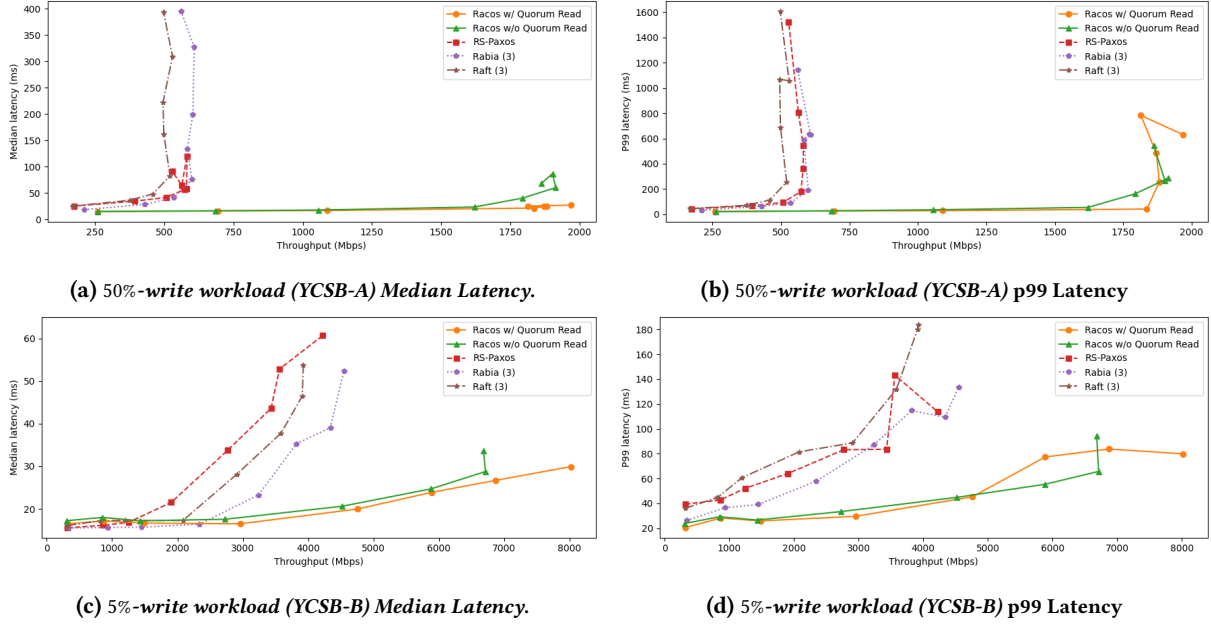 400
350
300
250
200
150
100
50
0
Median latency (ms)
250
500
750
1000
1250
1500
1750
2000
Throughput (Mbps)
Racos w/ Quorum Read
Racos w/o Quorum Read
RS-Paxos
Rabia (3)
Raft (3)
(a) 50%-write workload (YCSB-A) Median Latency.
1600
1400
1200
1000
800
600
400
200
0
P99 latency (ms)
250
500
750
1000
1250
1500
1750
2000
Throughput (Mbps)
Racos w/ Quorum Read
Racos w/o Quorum Read
RS-Paxos
Rabia (3)
Raft (3)
(b) 50%-write workload (YCSB-A) p99 Latency
60
50
40
30
20
Median latency (ms)
0
1000
2000
3000
4000
5000
6000
7000
8000
Throughput (Mbps)
Racos w/ Quorum Read
Racos w/o Quorum Read
RS-Paxos
Rabia (3)
Raft (3)
(c) 5%-write workload (YCSB-B) Median Latency.
180
160
140
120
100
80
60
40
20
P99 latency (ms)
0
1000
2000
3000
4000
5000
6000
7000
8000
Throughput (Mbps)
Racos w/ Quorum Read
Racos w/o Quorum Read
RS-Paxos
Rabia (3)
Raft (3)
(d) 5%-write workload (YCSB-B) p99 Latency